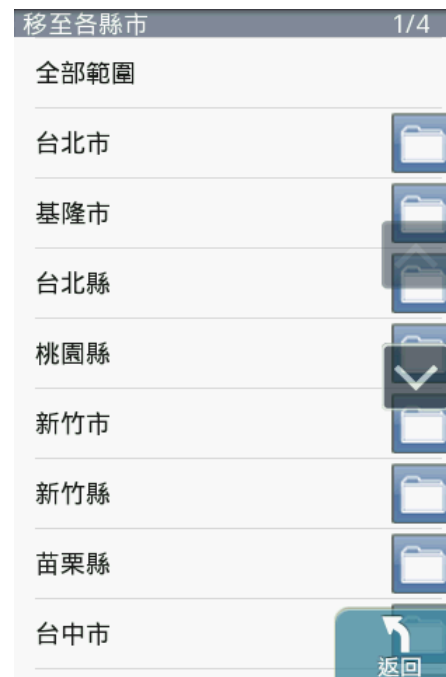 移至各縣市 1/4
全部範圍
台北市
基隆市
台北縣
桃園縣
新竹市
新竹縣
苗栗縣
台中市
返回